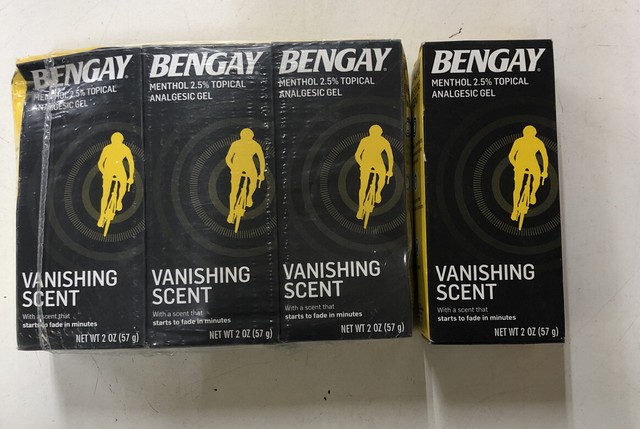 BENGAY®
MENTHOL 2.5% TOPICAL
ANALGESIC GEL
VANISHING
SCENT
With a scent that
starts to fade in minutes
NET WT 2 OZ (57 g)
BENGAY®
MENTHOL 2.5% TOPICAL
ANALGESIC GEL
VANISHING
SCENT
With a scent that
starts to fade in minutes
NET WT 2 OZ (57 g)
BENGAY®
MENTHOL 2.5% TOPICAL
ANALGESIC GEL
VANISHING
SCENT
With a scent that
starts to fade in minutes
NET WT 2 OZ (57 g)
BENGAY®
MENTHOL 2.5% TOPICAL
ANALGESIC GEL
VANISHING
SCENT
With a scent that
starts to fade in minutes
NET WT 2 OZ (57 g)